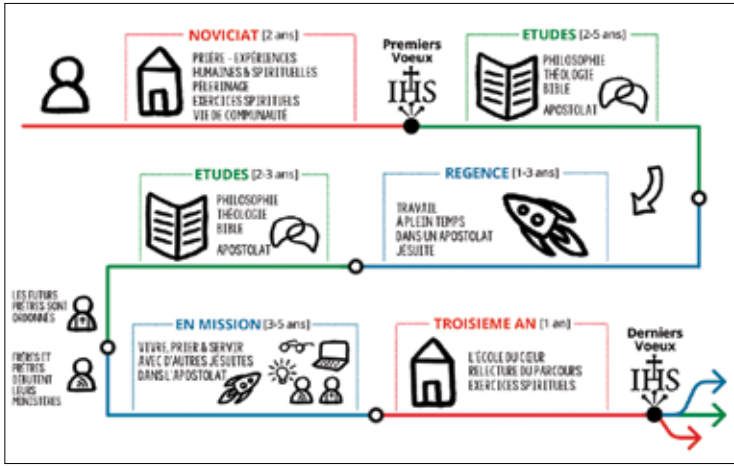 NOVICIAT [2 ans]
PRIÈRE - EXPÉRIENCES
HUMAINES & SPIRITUELLES
PÈLERINAGE
EXERCICES SPIRITUELS
VIE DE COMMUNAUTÉ
Premiers
Voeux
IHS
ETUDES [2-5 ans]
PHILOSOPHIE
THÉOLOGIE
BIBLE
APOSTOLAT
ETUDES [2-3 ans]
PHILOSOPHIE
THÉOLOGIE
BIBLE
APOSTOLAT
REGENCE [1-3 ans]
TRAVAIL
A PLEIN TEMPS
DANS UN APOSTOLAT
JÉSUITE
LES FUTURS
PRÊTRES SONT
ORDONNÉS
FRÈRES ET
PRÊTRES
DÉBUTENT
LEURS
MINISTÈRES
EN MISSION [3-5 ans]
VIVRE, PRIER & SERVIR
AVEC D'AUTRES JÉSUITES
DANS L'APOSTOLAT
TROISIEME AN [1 an]
L'ÉCOLE DU CŒUR
RELECTURE DU PARCOURS
EXERCICES SPIRITUELS
Derniers
Voeux
IHS